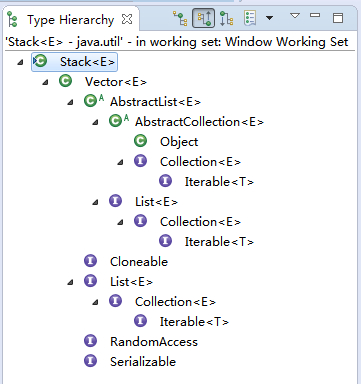 Type Hierarchy
'Stack<E> - java.util' - in working set: Window Working Set
Stack<E>
Vector<E>
AbstractList<E>
AbstractCollection<E>
Object
Collection<E>
Iterable<T>
List<E>
Collection<E>
Iterable<T>
Cloneable
List<E>
Collection<E>
Iterable<T>
RandomAccess
Serializable